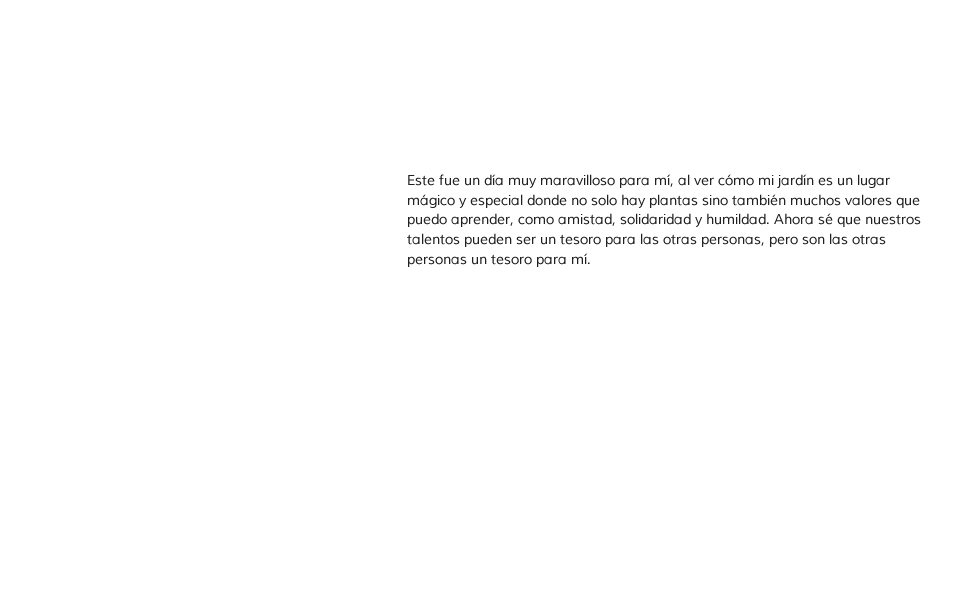 Este fue un día muy maravilloso para mí, al ver cómo mi jardín es un lugar
mágico y especial donde no solo hay plantas sino también muchos valores que
puedo aprender, como amistad, solidaridad y humildad. Ahora sé que nuestros
talentos pueden ser un tesoro para las otras personas, pero son las otras
personas un tesoro para mí.